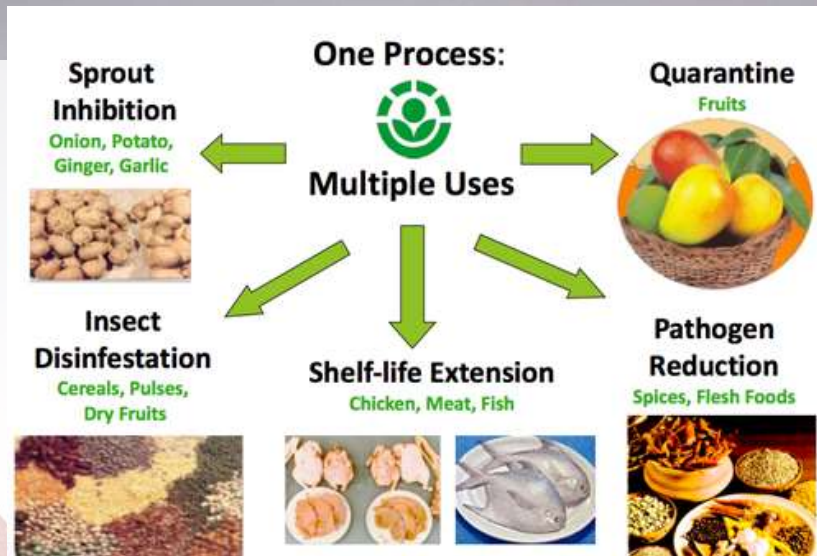 One Process:
Multiple Uses
Sprout
Inhibition
Onion, Potato,
Ginger, Garlic
Quarantine
Fruits
Insect
Disinfestation
Cereals, Pulses,
Dry Fruits
Shelf-life Extension
Chicken, Meat, Fish
Pathogen
Reduction
Spices, Flesh Foods